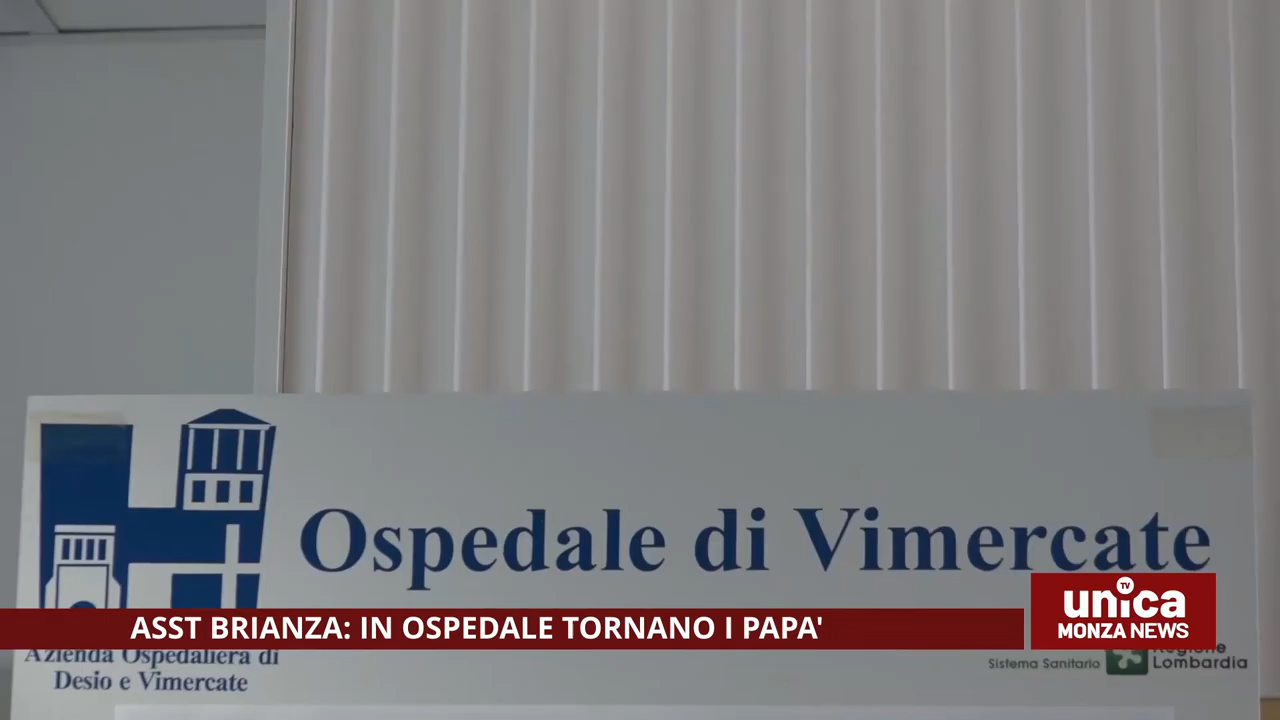 Ospedale di Vimercate
TV
unica
MONZA NEWS
ASST BRIANZA: IN OSPEDALE TORNANO I PAPA'
Azienda Ospedaliera di
Desio e Vimercate
Sistema Sanitario
Regione
Lombardia